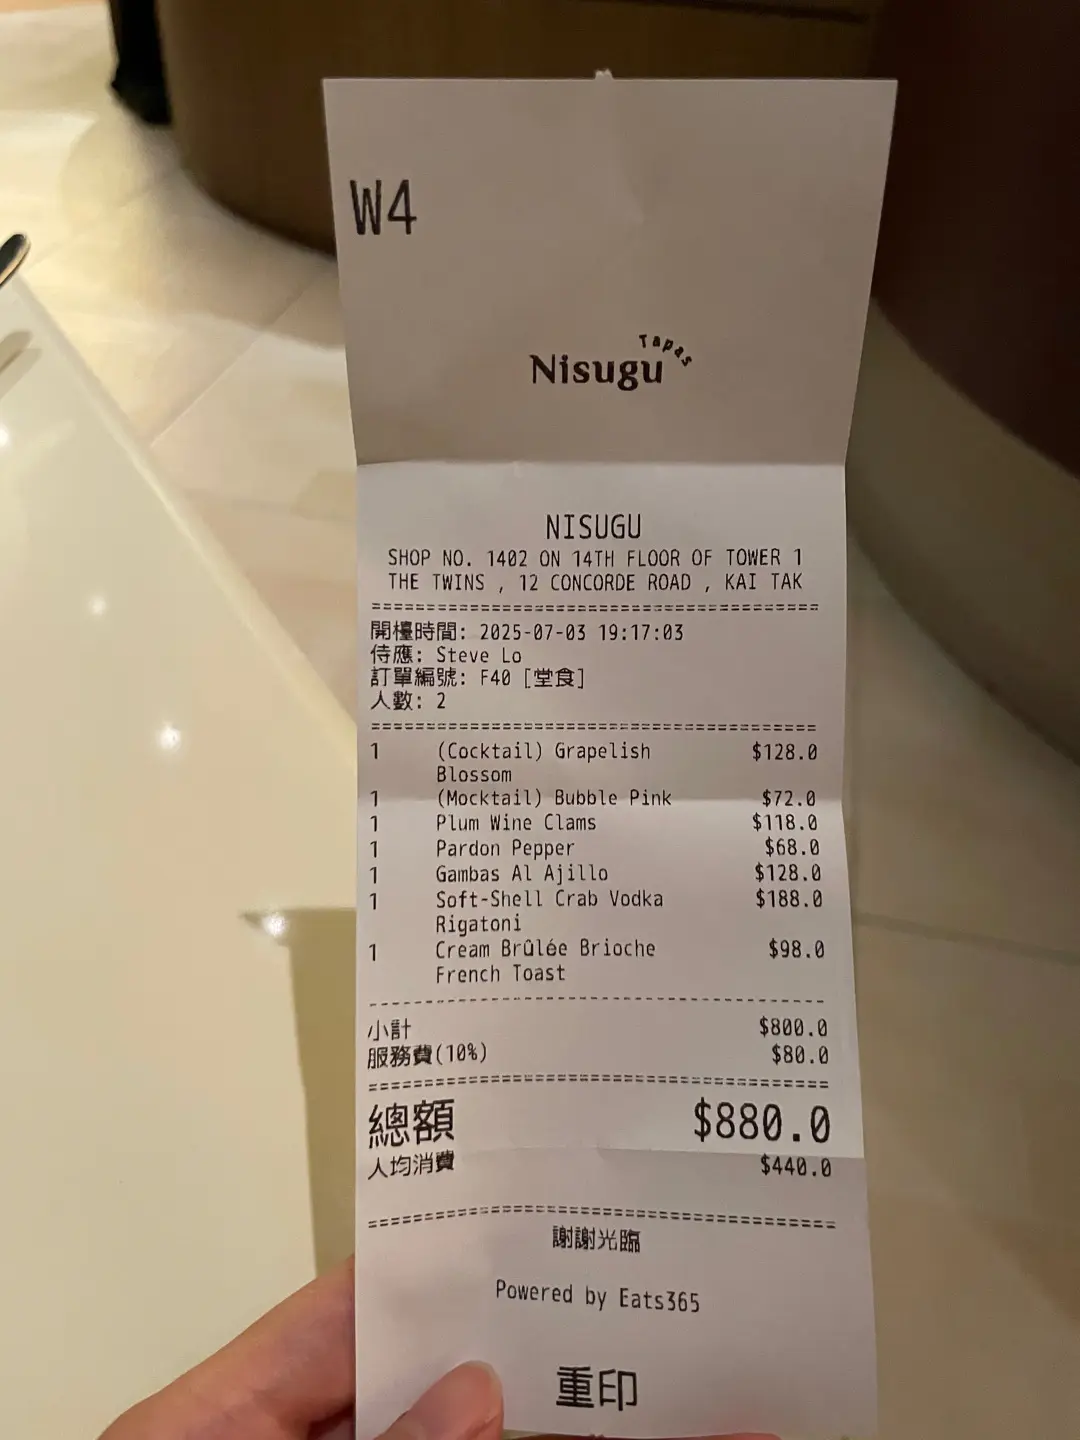 W4
Tapas
Nisugu
NISUGU
SHOP NO. 1402 ON 14TH FLOOR OF TOWER 1
THE TWINS , 12 CONCORDE ROAD , KAI TAK
========================================
開檯時間: 2025-07-03 19:17:03
侍應: Steve Lo
訂單編號: F40 [堂食]
人數: 2
========================================
1 (Cocktail) Grapelish $128.0
Blossom
1 (Mocktail) Bubble Pink $72.0
1 Plum Wine Clams $118.0
1 Pardon Pepper $68.0
1 Gambas Al Ajillo $128.0
1 Soft-Shell Crab Vodka $188.0
Rigatoni
1 Cream Brûlée Brioche $98.0
French Toast
----------------------------------------
小計 $800.0
服務費(10%) $80.0
========================================
總額 $880.0
人均消費 $440.0
========================================
謝謝光臨
Powered by Eats365
重印